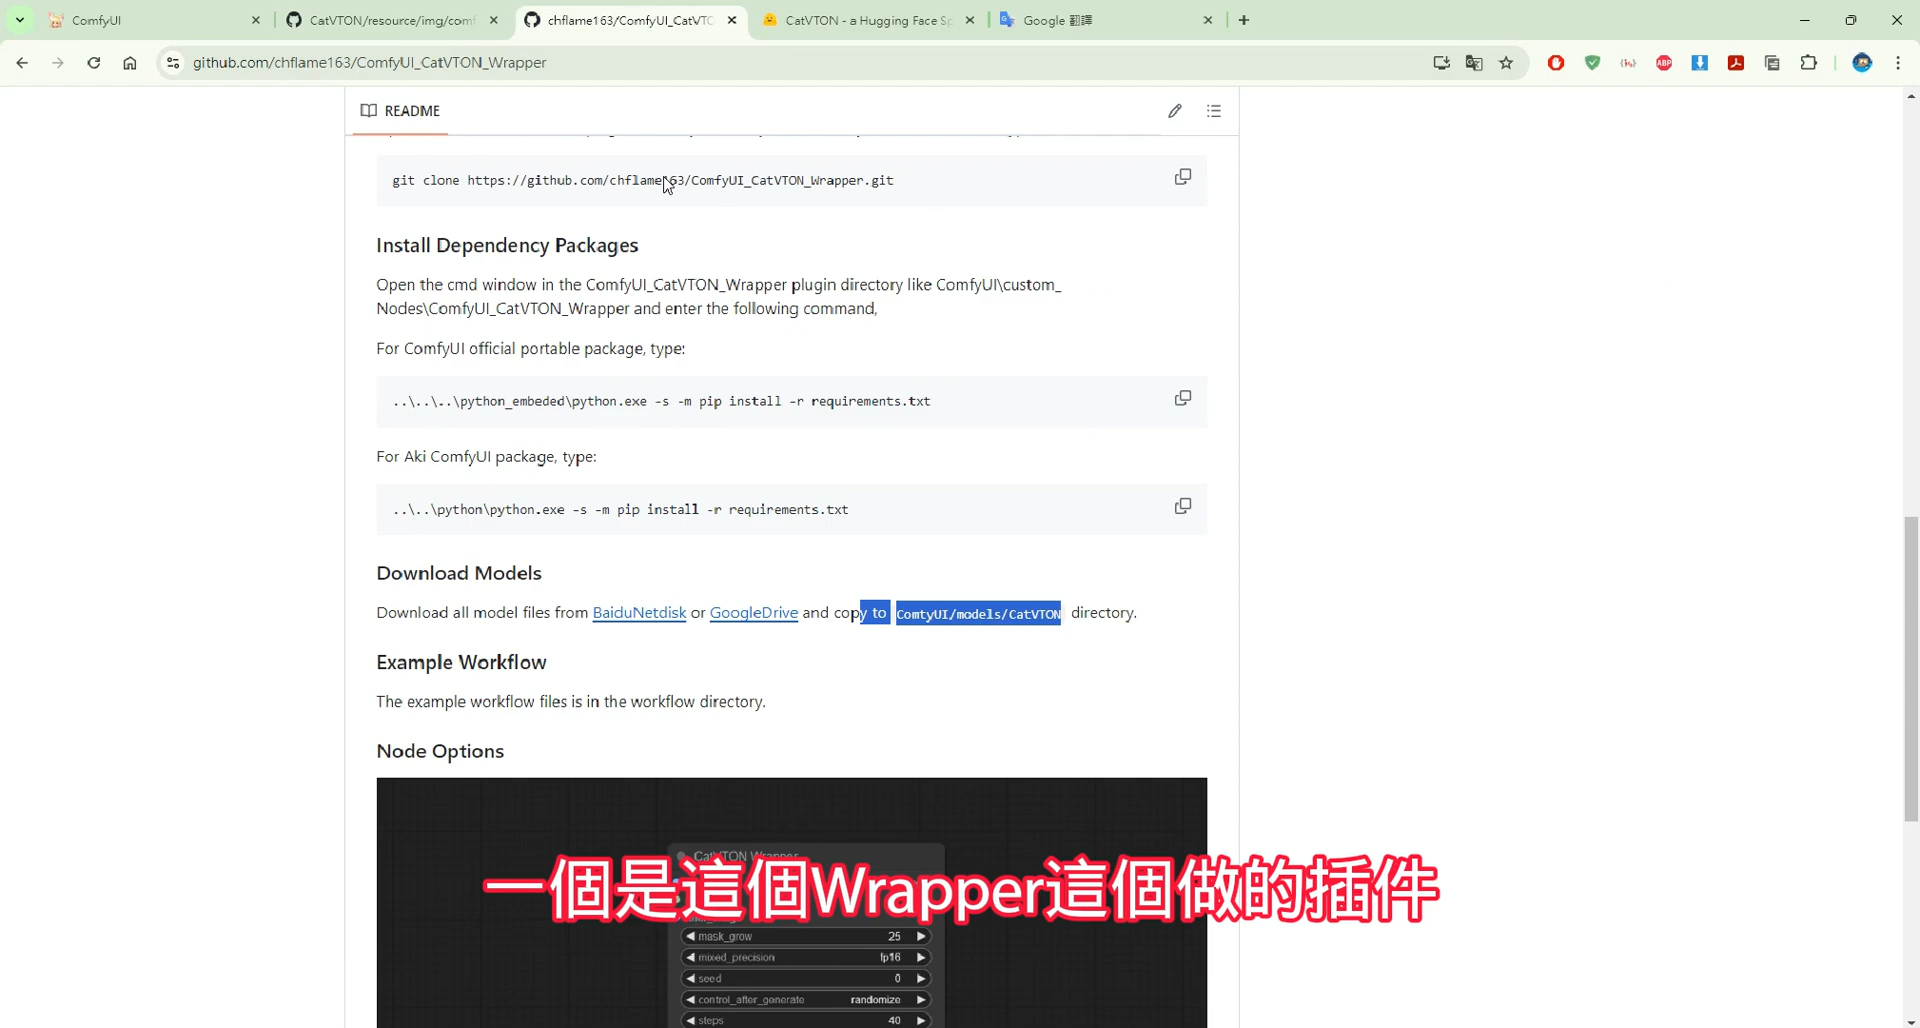 ComfyUI
CatVTON/resource/img/comf
chflame163/ComfyUI_CatVTO
CatVTON - a Hugging Face Sp
Google 翻譯
github.com/chflame163/ComfyUI_CatVTON_Wrapper
ABP
README
git clone https://github.com/chflame163/ComfyUI_CatVTON_Wrapper.git
Install Dependency Packages
Open the cmd window in the ComfyUI_CatVTON_Wrapper plugin directory like ComfyUI\custom_
Nodes\ComfyUI_CatVTON_Wrapper and enter the following command,
For ComfyUI official portable package, type:
..\..\..\python_embeded\python.exe -s -m pip install -r requirements.txt
For Aki ComfyUI package, type:
..\..\python\python.exe -s -m pip install -r requirements.txt
Download Models
Download all model files from BaiduNetdisk or GoogleDrive and copy to ComtyUI/models/CatVTON directory.
Example Workflow
The example workflow files is in the workflow directory.
Node Options
CatVTON Wrapper
一個是這個Wrapper這個做的插件
mask_grow 25
mixed_precision fp16
seed 0
control_after_generate randomize
steps 40